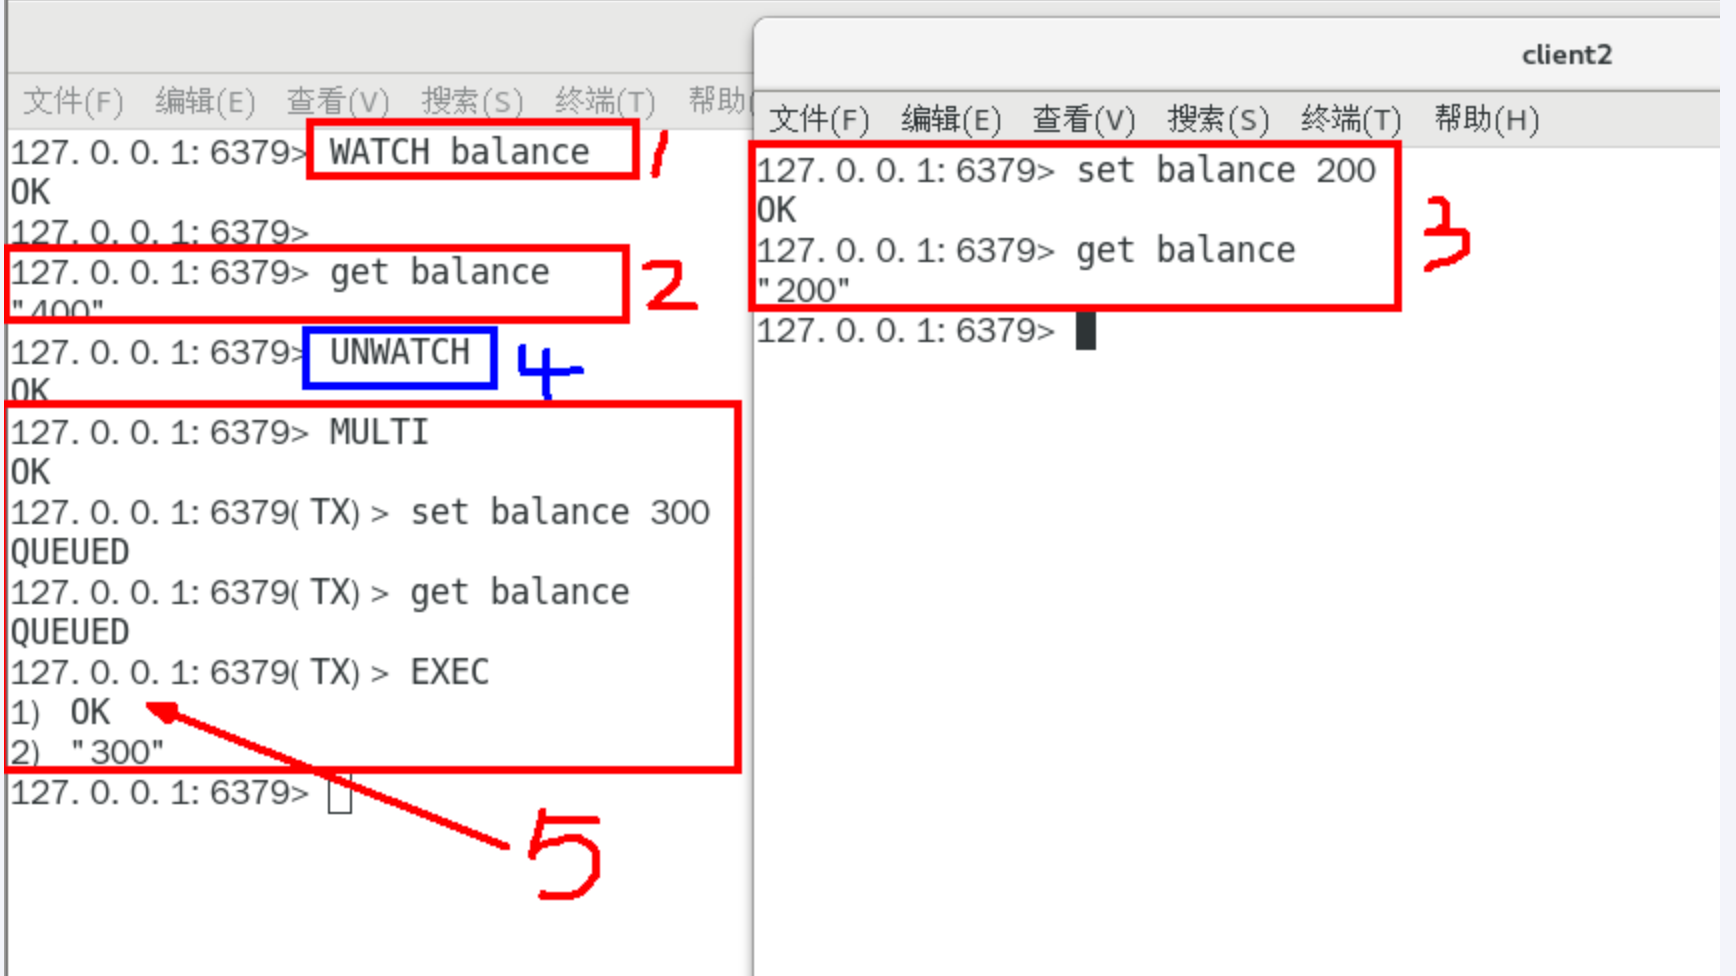 文件(F) 编辑(E) 查看(V) 搜索(S) 终端(T) 帮助(
127.0.0.1:6379> WATCH balance 1
OK
127.0.0.1:6379>
127.0.0.1:6379> get balance 2
"400"
127.0.0.1:6379> UNWATCH 4
OK
127.0.0.1:6379> MULTI
OK
127.0.0.1:6379(TX)> set balance 300
QUEUED
127.0.0.1:6379(TX)> get balance
QUEUED
127.0.0.1:6379(TX)> EXEC
1) OK
2) "300"
127.0.0.1:6379>
5
client2
文件(F) 编辑(E) 查看(V) 搜索(S) 终端(T) 帮助(H)
127.0.0.1:6379> set balance 200
OK
127.0.0.1:6379> get balance
"200"
127.0.0.1:6379>
3